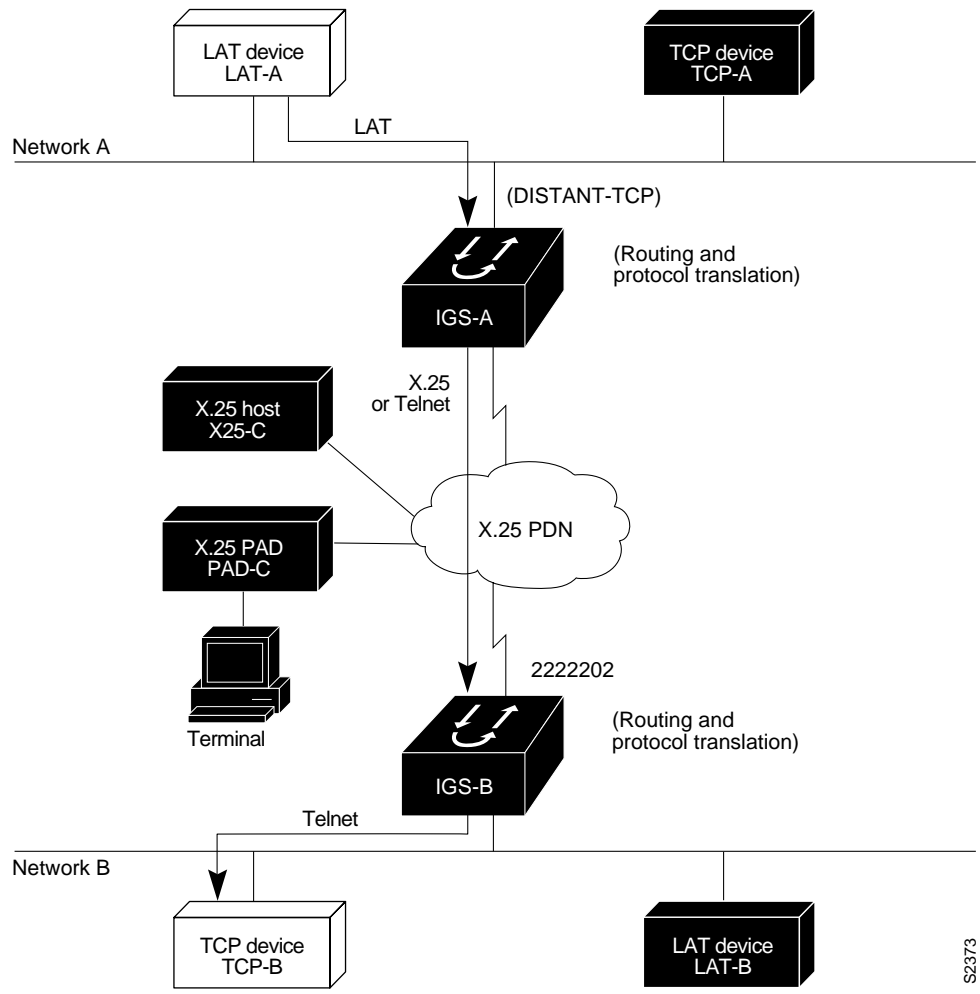 LAT device
LAT-A
TCP device
TCP-A
LAT
Network A
(DISTANT-TCP)
(Routing and
protocol translation)
IGS-A
X.25
or Telnet
X.25 host
X25-C
X.25 PDN
X.25 PAD
PAD-C
Terminal
2222202
(Routing and
protocol translation)
IGS-B
Telnet
Network B
TCP device
TCP-B
LAT device
LAT-B
S2373